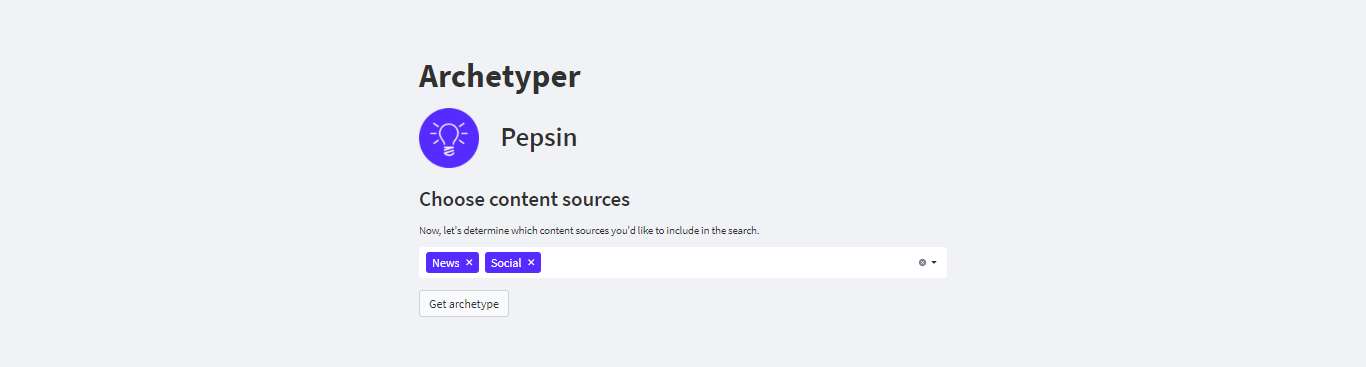 Archetyper
Pepsin
Choose content sources
Now, let's determine which content sources you'd like to include in the search.
News × Social ×
Get archetype